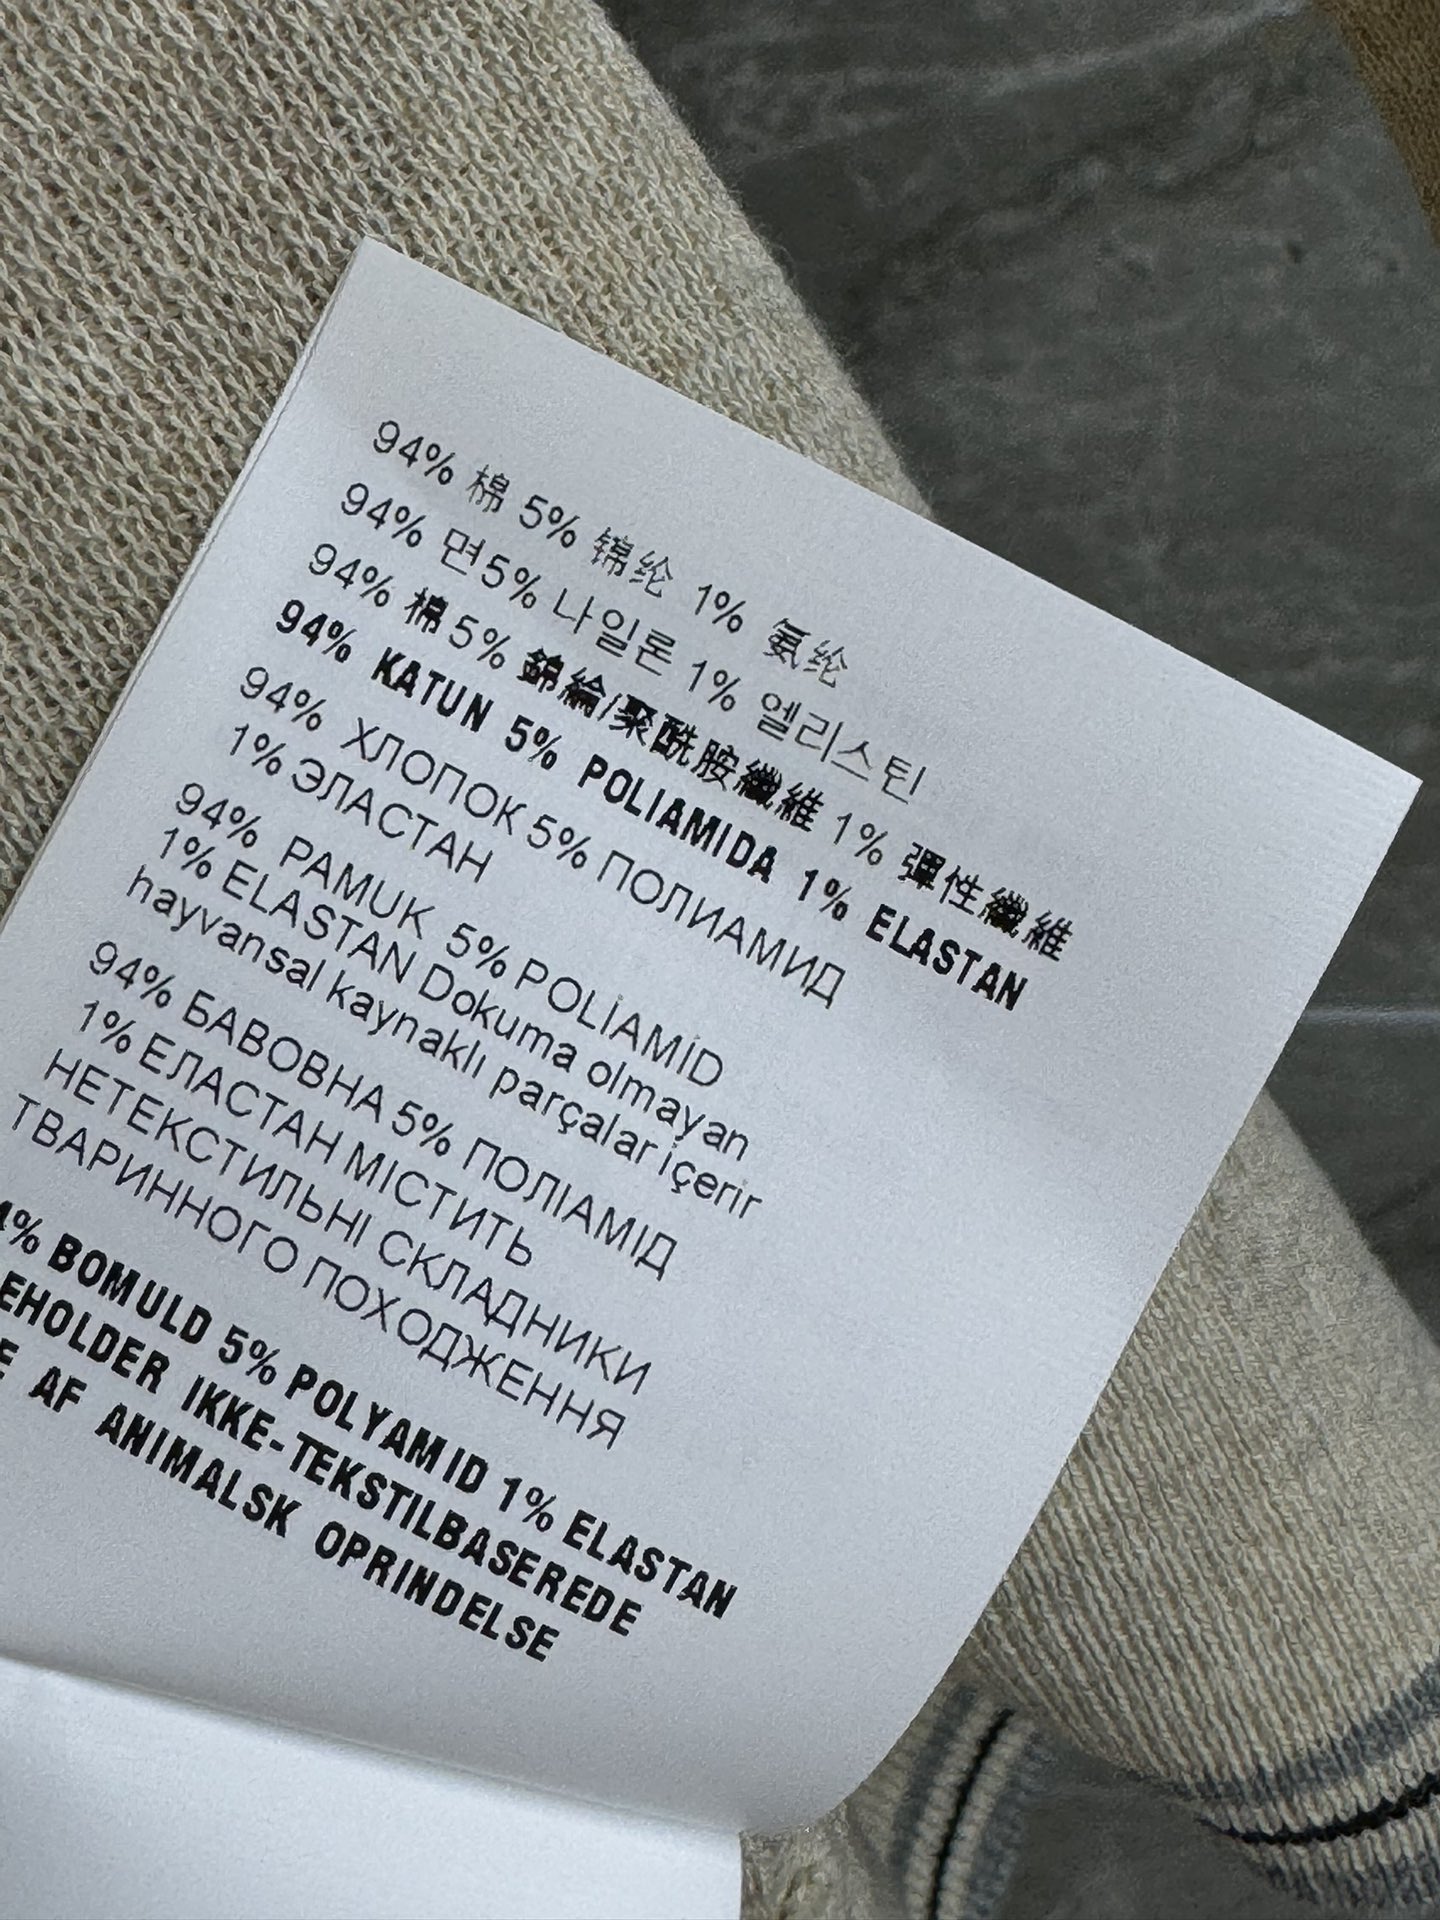 94% 棉 5% 锦纶 1% 氨纶
94% 면5% 나일론 1% 엘리스틴
94% 棉5% 錦綸/聚酰胺纖維 1% 彈性纖維
94% KATUN 5% POLIAMIDA 1% ELASTAN
94% ХЛОПОК 5% ПОЛИАМИД
1% ЭЛАСТАН
94% PAMUK 5% POLİAMİD
1% ELASTAN Dokuma olmayan
hayvansal kaynaklı parçalar içerir
94% БАВОВНА 5% ПОЛІАМІД
1% ЕЛАСТАН МІСТИТЬ
НЕТЕКСТИЛЬНІ СКЛАДНИКИ
ТВАРИННОГО ПОХОДЖЕННЯ
4% BOMULD 5% POLYAMID 1% ELASTAN
EHOLDER IKKE-TEKSTILBASEREDE
E AF ANIMALSK OPRINDELSE